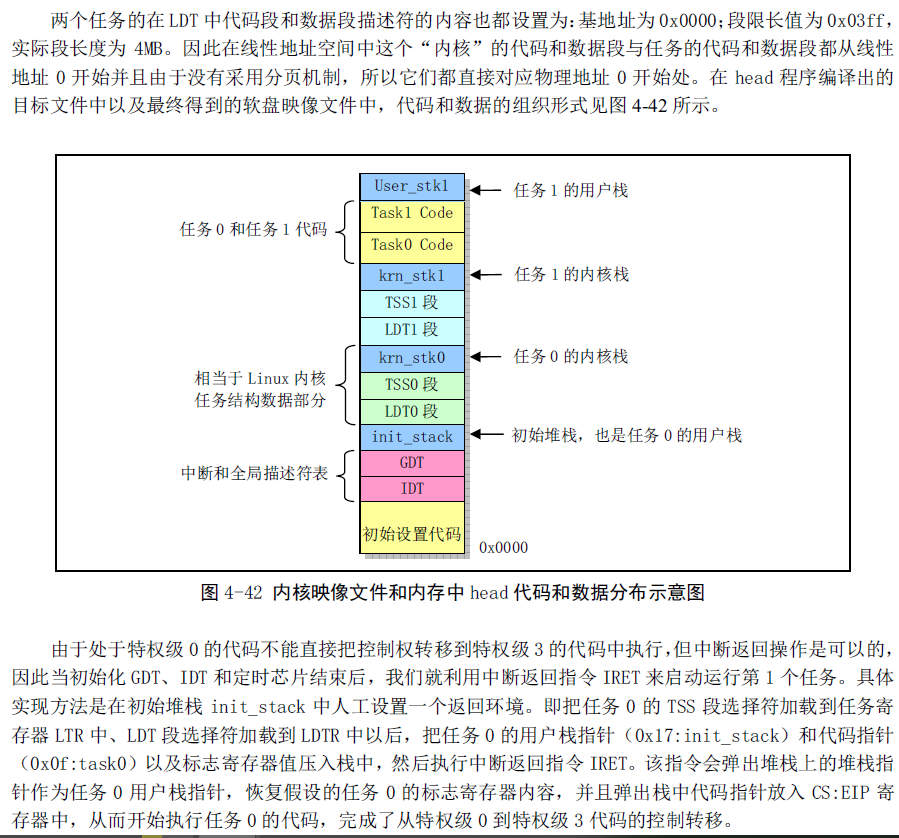 两个任务的在 LDT 中代码段和数据段描述符的内容也都设置为：基地址为 0x0000；段限长值为 0x03ff，
实际段长度为 4MB。因此在线性地址空间中这个“内核”的代码和数据段与任务的代码和数据段都从线性
地址 0 开始并且由于没有采用分页机制，所以它们都直接对应物理地址 0 开始处。在 head 程序编译出的
目标文件中以及最终得到的软盘映像文件中，代码和数据的组织形式见图 4-42 所示。
User_stk1
任务 1 的用户栈
Task1 Code
任务 0 和任务 1 代码
Task0 Code
krn_stk1
任务 1 的内核栈
TSS1 段
LDT1 段
krn_stk0
任务 0 的内核栈
相当于 Linux 内核
任务结构数据部分
TSS0 段
LDT0 段
init_stack
初始堆栈，也是任务 0 的用户栈
GDT
中断和全局描述符表
IDT
初始设置代码
0x0000
图 4-42 内核映像文件和内存中 head 代码和数据分布示意图
由于处于特权级 0 的代码不能直接把控制权转移到特权级 3 的代码中执行，但中断返回操作是可以的，
因此当初始化 GDT、IDT 和定时芯片结束后，我们就利用中断返回指令 IRET 来启动运行第 1 个任务。具体
实现方法是在初始堆栈 init_stack 中人工设置一个返回环境。即把任务 0 的 TSS 段选择符加载到任务寄
存器 LTR 中、LDT 段选择符加载到 LDTR 中以后，把任务 0 的用户栈指针（0x17:init_stack）和代码指针
（0x0f:task0）以及标志寄存器值压入栈中，然后执行中断返回指令 IRET。该指令会弹出堆栈上的堆栈指
针作为任务 0 用户栈指针，恢复假设的任务 0 的标志寄存器内容，并且弹出栈中代码指针放入 CS:EIP 寄
存器中，从而开始执行任务 0 的代码，完成了从特权级 0 到特权级 3 代码的控制转移。